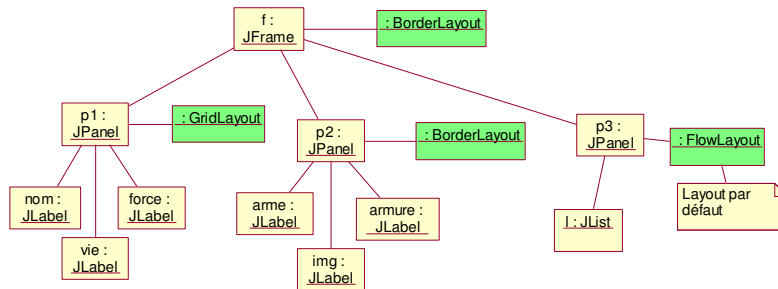 f :
JFrame
: BorderLayout
p1 :
JPanel
: GridLayout
p2 :
JPanel
: BorderLayout
p3 :
JPanel
: FlowLayout
nom :
JLabel
force :
JLabel
vie :
JLabel
arme :
JLabel
armure :
JLabel
img :
JLabel
l : JList
Layout par
défaut